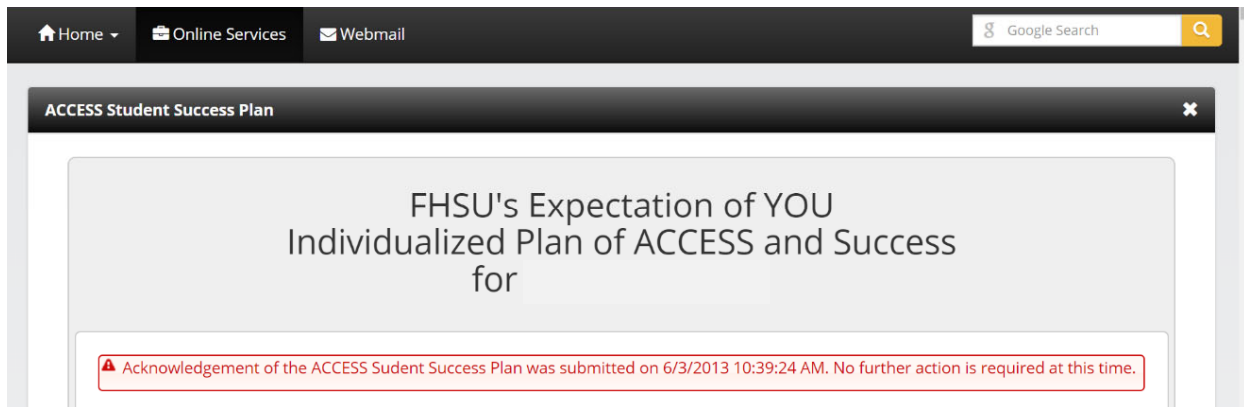 Home Online Services Webmail Google Search
ACCESS Student Success Plan
FHSU's Expectation of YOU
Individualized Plan of ACCESS and Success
for
Acknowledgement of the ACCESS Sudent Success Plan was submitted on 6/3/2013 10:39:24 AM. No further action is required at this time.